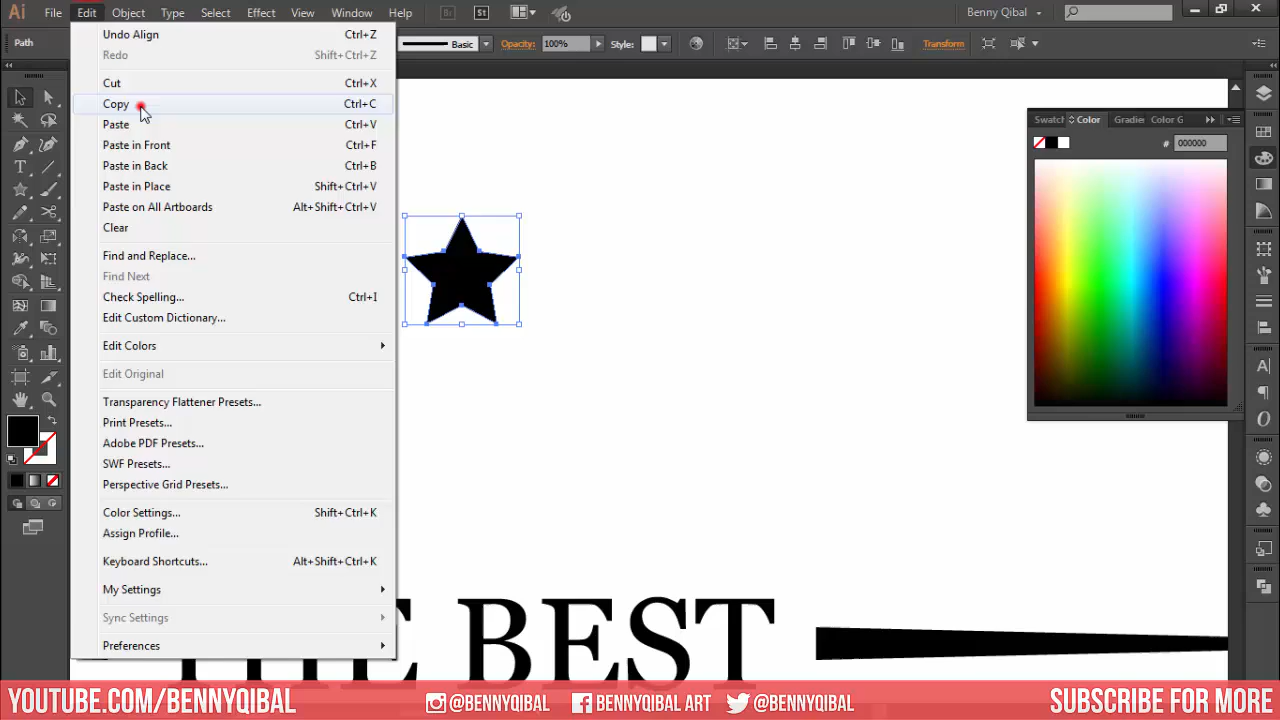 Ai File Edit Object Type Select Effect View Window Help Br St Benny Qibal
Path Basic Opacity: 100% Style: Transform
Undo Align Ctrl+Z
Redo Shift+Ctrl+Z
Cut Ctrl+X
Copy Ctrl+C
Paste Ctrl+V
Paste in Front Ctrl+F
Paste in Back Ctrl+B
Paste in Place Shift+Ctrl+V
Paste on All Artboards Alt+Shift+Ctrl+V
Clear
Find and Replace...
Find Next
Check Spelling... Ctrl+I
Edit Custom Dictionary...
Edit Colors
Edit Original
Transparency Flattener Presets...
Print Presets...
Adobe PDF Presets...
SWF Presets...
Perspective Grid Presets...
Color Settings... Shift+Ctrl+K
Assign Profile...
Keyboard Shortcuts... Alt+Shift+Ctrl+K
My Settings
Sync Settings
Preferences
Swatch Color Gradie Color G
# 000000
THE BEST
YOUTUBE.COM/BENNYQIBAL @BENNYQIBAL BENNYQIBAL ART @BENNYQIBAL SUBSCRIBE FOR MORE